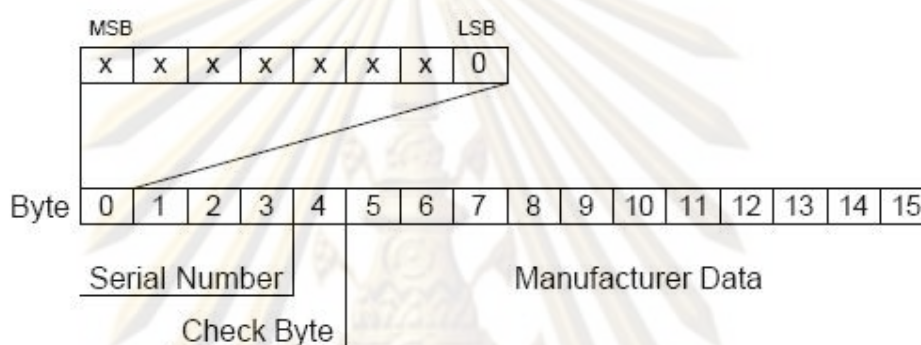 MSB LSB
x x x x x x x 0
Byte 0 1 2 3 4 5 6 7 8 9 10 11 12 13 14 15
Serial Number Manufacturer Data
Check Byte